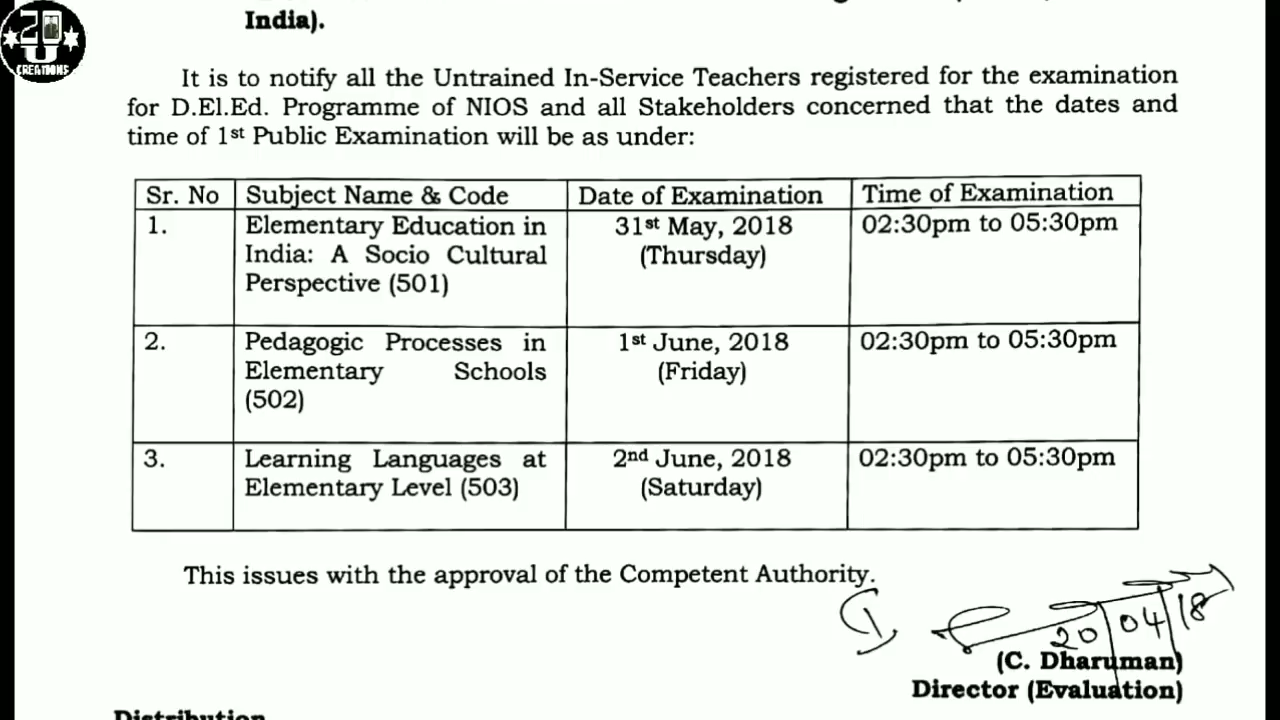 20
U
CREATIONS
India).
It is to notify all the Untrained In-Service Teachers registered for the examination
for D.El.Ed. Programme of NIOS and all Stakeholders concerned that the dates and
time of 1st Public Examination will be as under:
Sr. No Subject Name & Code Date of Examination Time of Examination
1. Elementary Education in 31st May, 2018 02:30pm to 05:30pm
India: A Socio Cultural (Thursday)
Perspective (501)
2. Pedagogic Processes in 1st June, 2018 02:30pm to 05:30pm
Elementary Schools (Friday)
(502)
3. Learning Languages at 2nd June, 2018 02:30pm to 05:30pm
Elementary Level (503) (Saturday)
This issues with the approval of the Competent Authority.
20/04/18
(C. Dharuman)
Director (Evaluation)
Distribution